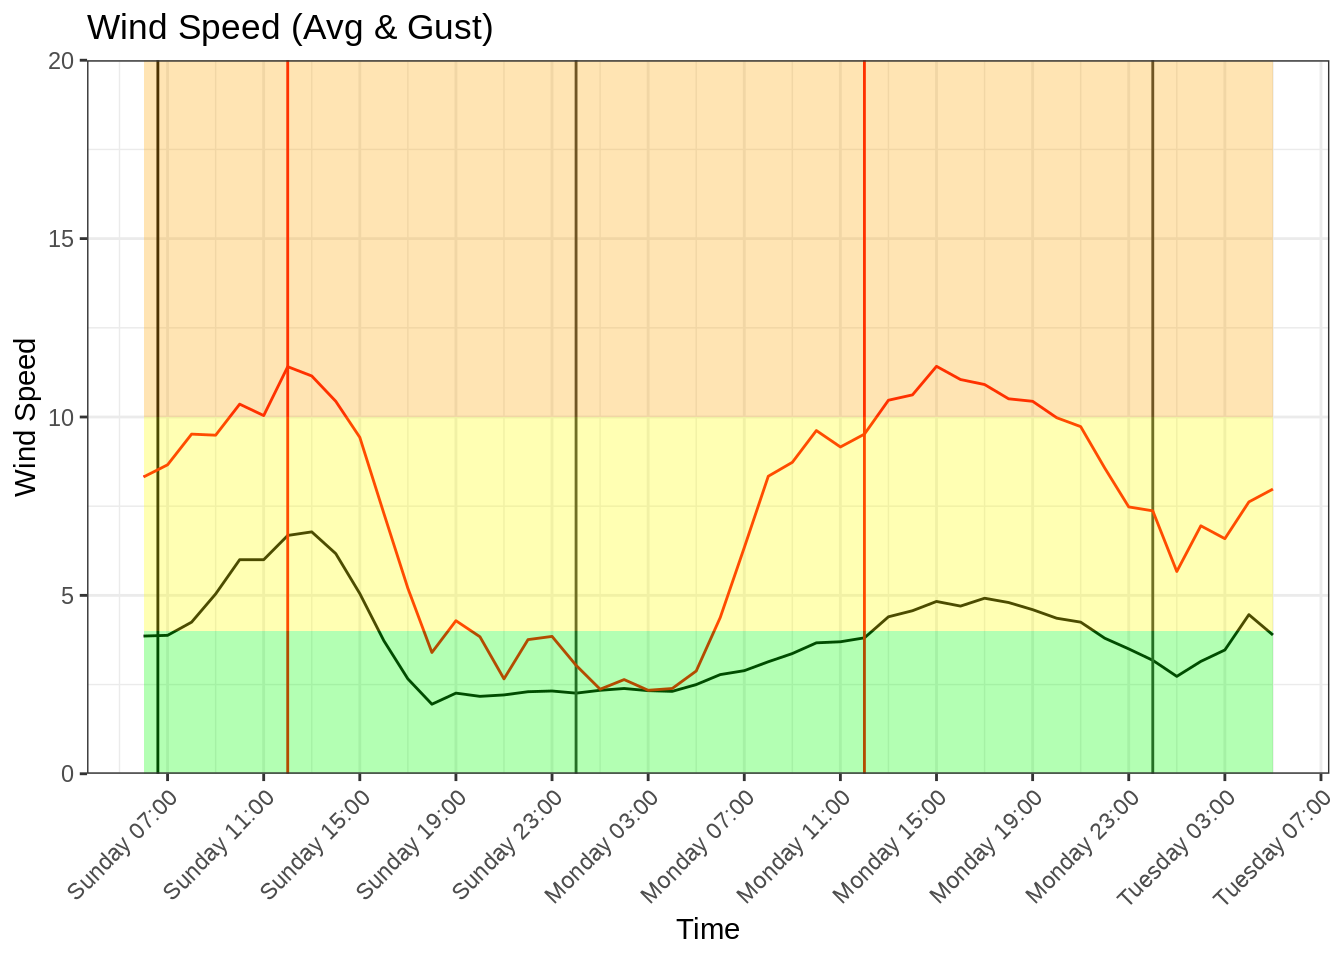 Wind Speed (Avg & Gust)
Wind Speed
20
15
10
5
0
Sunday 07:00
Sunday 11:00
Sunday 15:00
Sunday 19:00
Sunday 23:00
Monday 03:00
Monday 07:00
Monday 11:00
Monday 15:00
Monday 19:00
Monday 23:00
Tuesday 03:00
Tuesday 07:00
Time